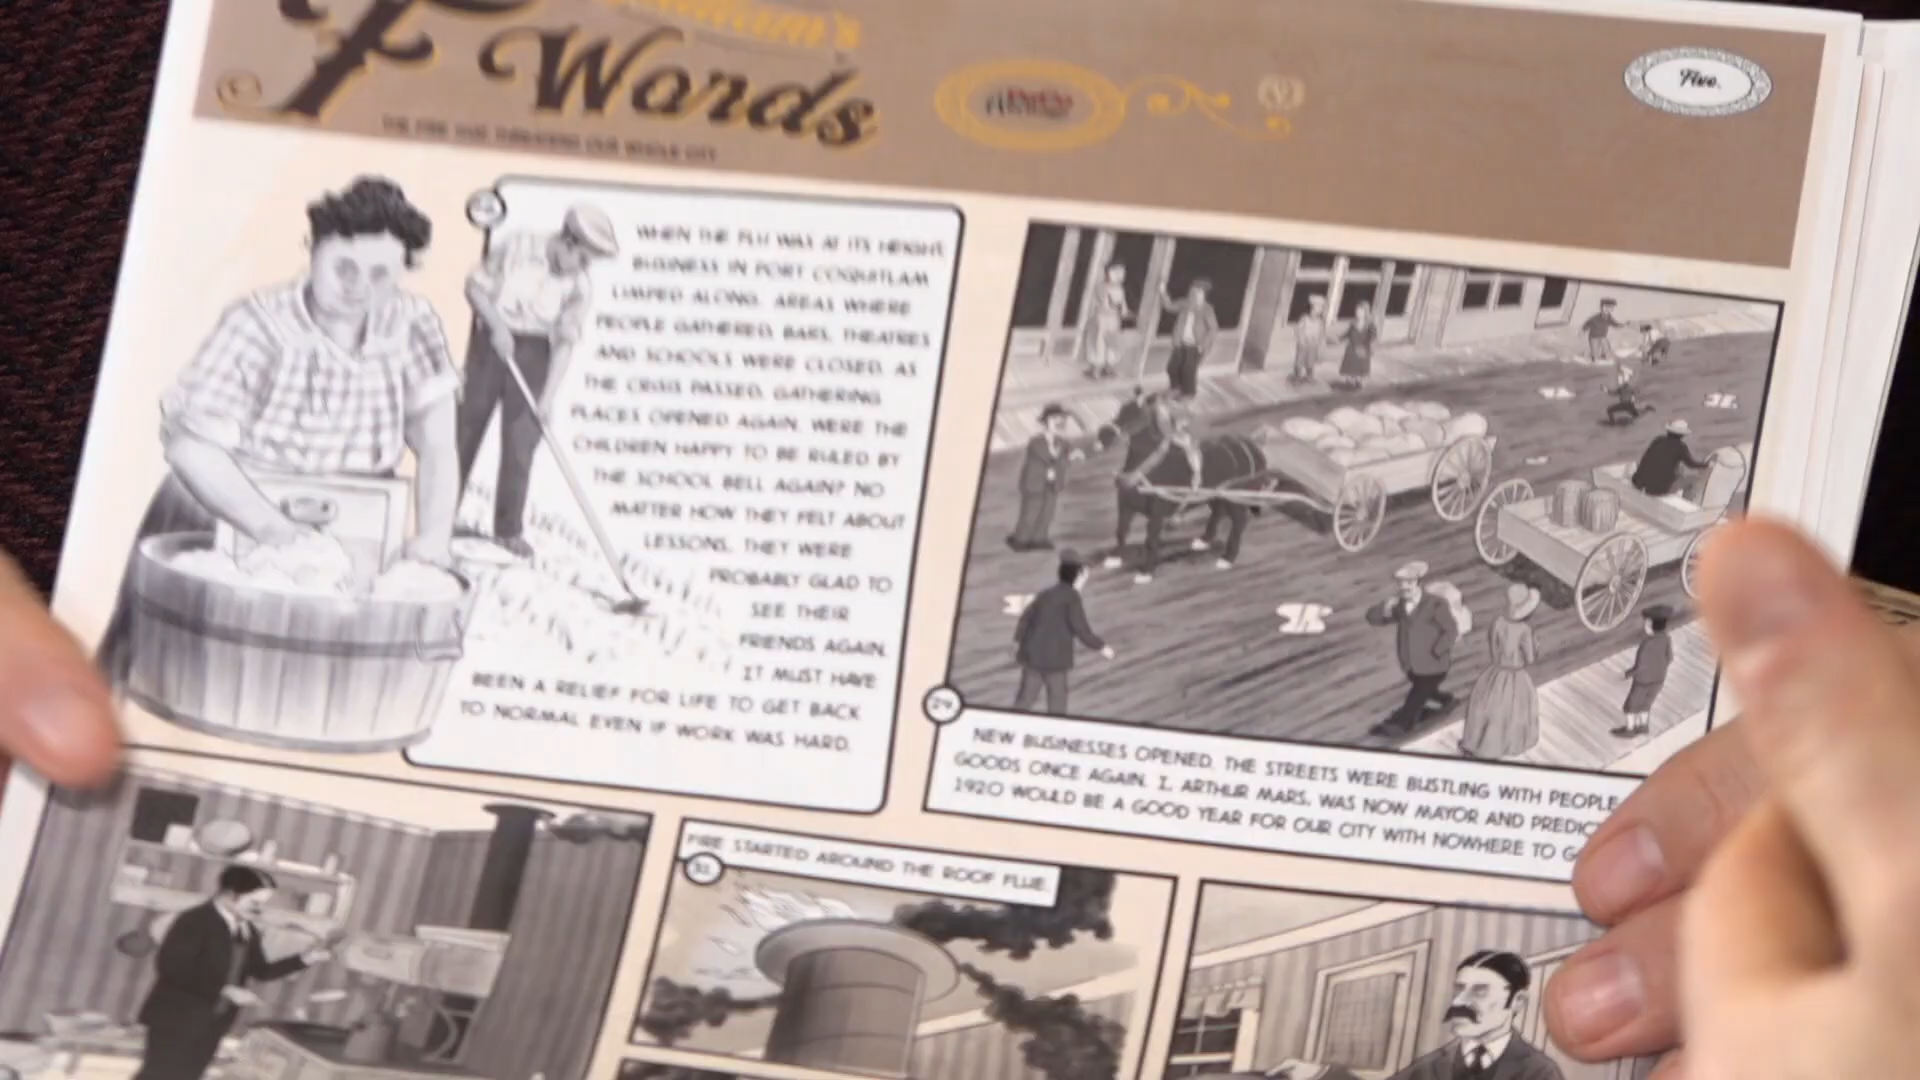 F Words
Five.
WHEN THE FLU WAS AT ITS HEIGHT,
BUSINESS IN PORT COQUITLAM
LIMPED ALONG. AREAS WHERE
PEOPLE GATHERED, BARS, THEATRES
AND SCHOOLS WERE CLOSED. AS
THE CRISIS PASSED, GATHERING
PLACES OPENED AGAIN. WERE THE
CHILDREN HAPPY TO BE RULED BY
THE SCHOOL BELL AGAIN? NO
MATTER HOW THEY FELT ABOUT
LESSONS, THEY WERE
PROBABLY GLAD TO
SEE THEIR
FRIENDS AGAIN.
IT MUST HAVE
BEEN A RELIEF FOR LIFE TO GET BACK
TO NORMAL EVEN IF WORK WAS HARD.
29.
NEW BUSINESSES OPENED. THE STREETS WERE BUSTLING WITH PEOPLE
GOODS ONCE AGAIN. I, ARTHUR MARS, WAS NOW MAYOR AND PREDIC
1920 WOULD BE A GOOD YEAR FOR OUR CITY WITH NOWHERE TO G
FIRE STARTED AROUND THE ROOF FLUE.
31.